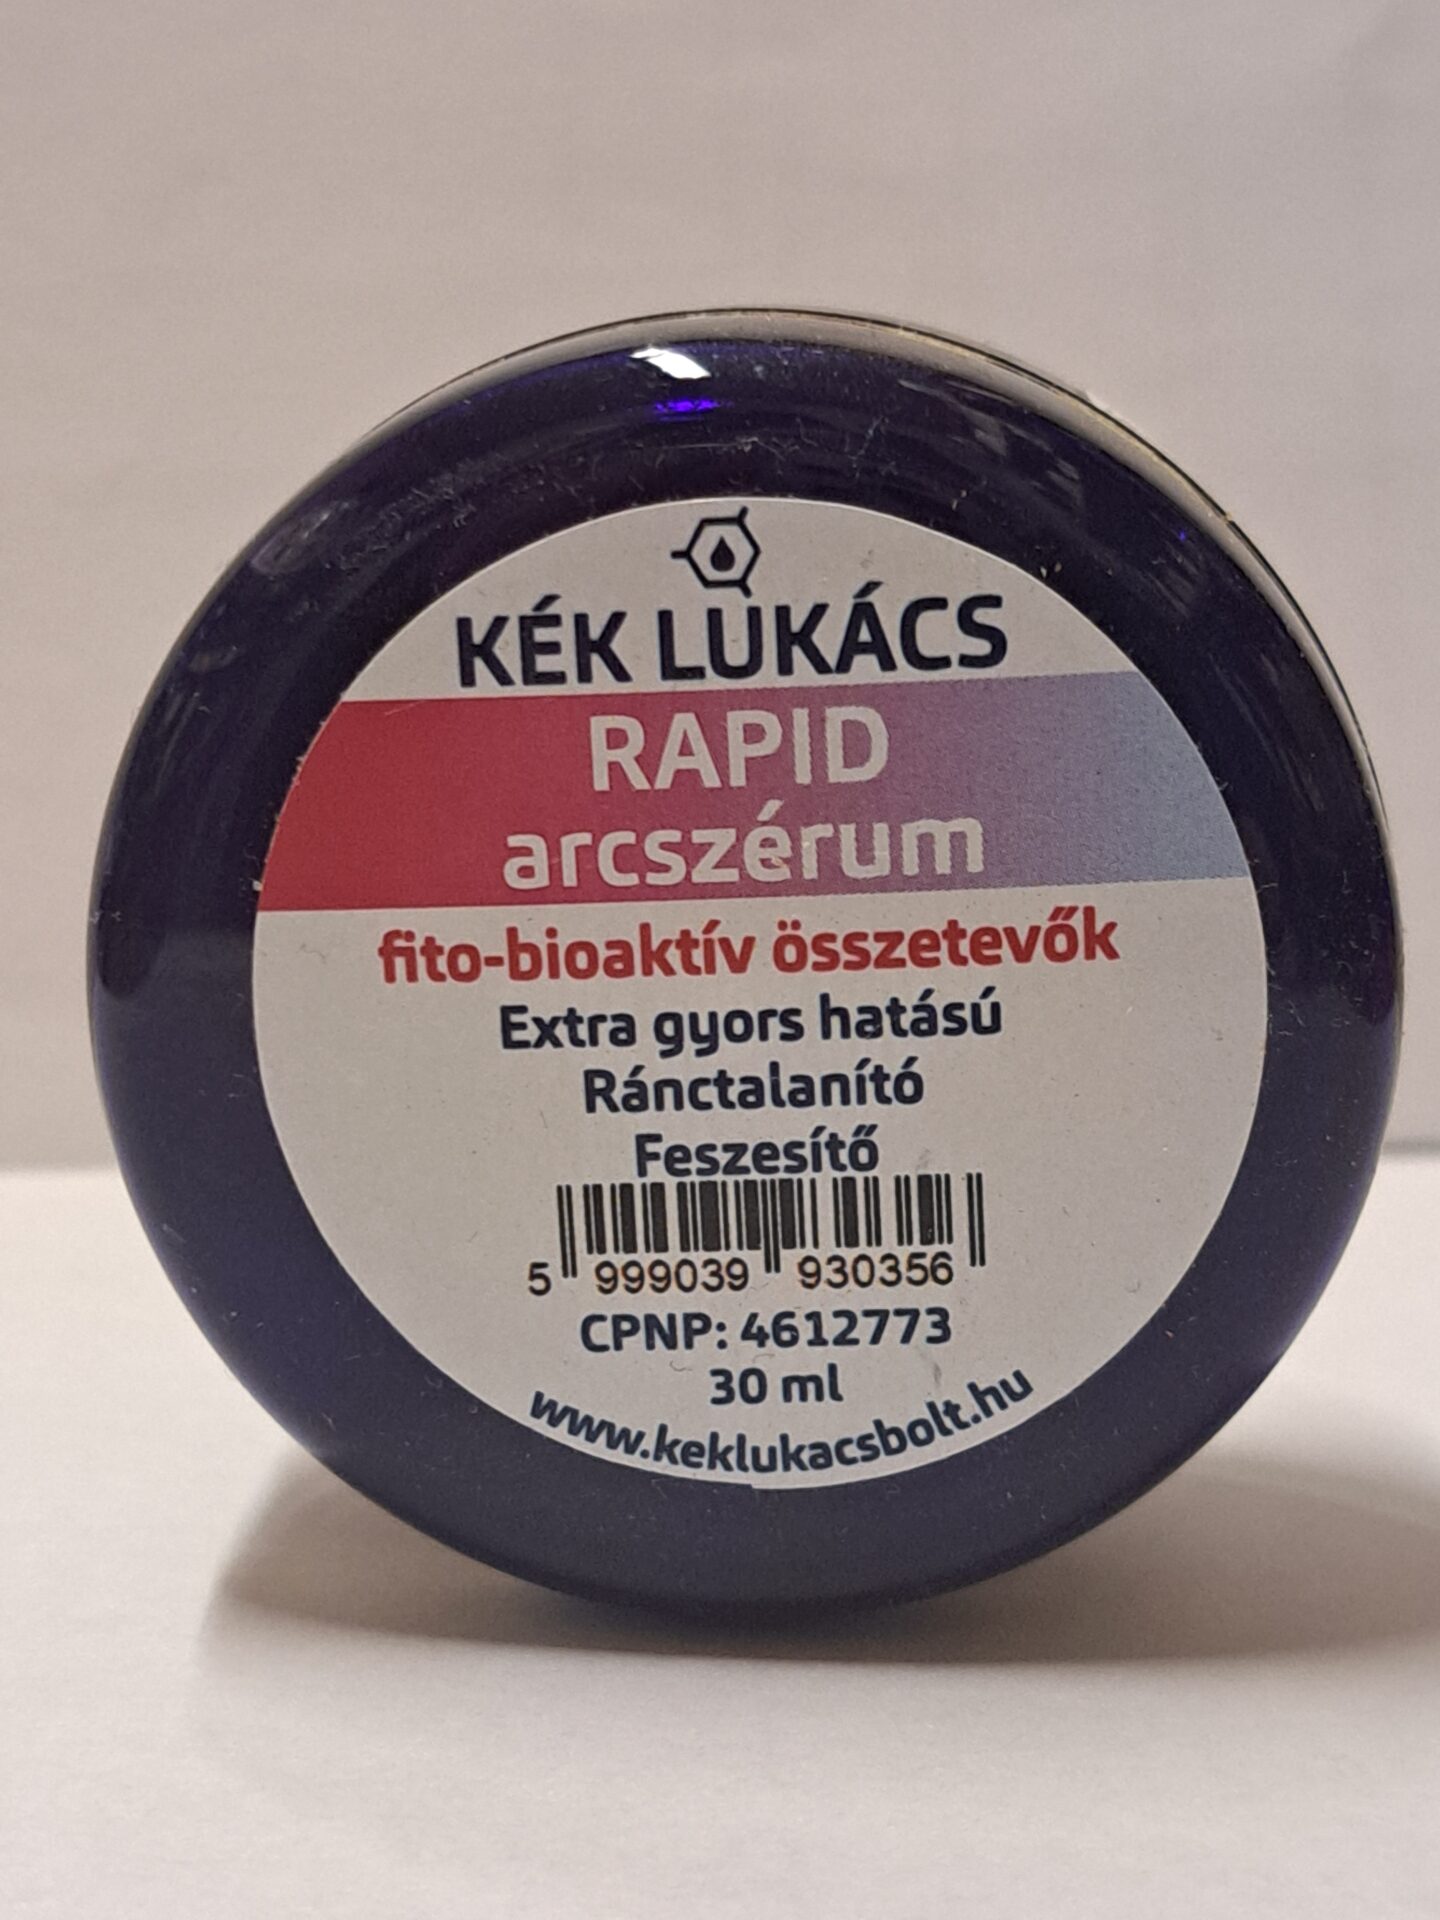 KÉK LUKÁCS
RAPID
arcszérum
fito-bioaktív összetevők
Extra gyors hatású
Ránctalanító
Feszesítő
5 999039 930356
CPNP: 4612773
30 ml
www.keklukacsbolt.hu